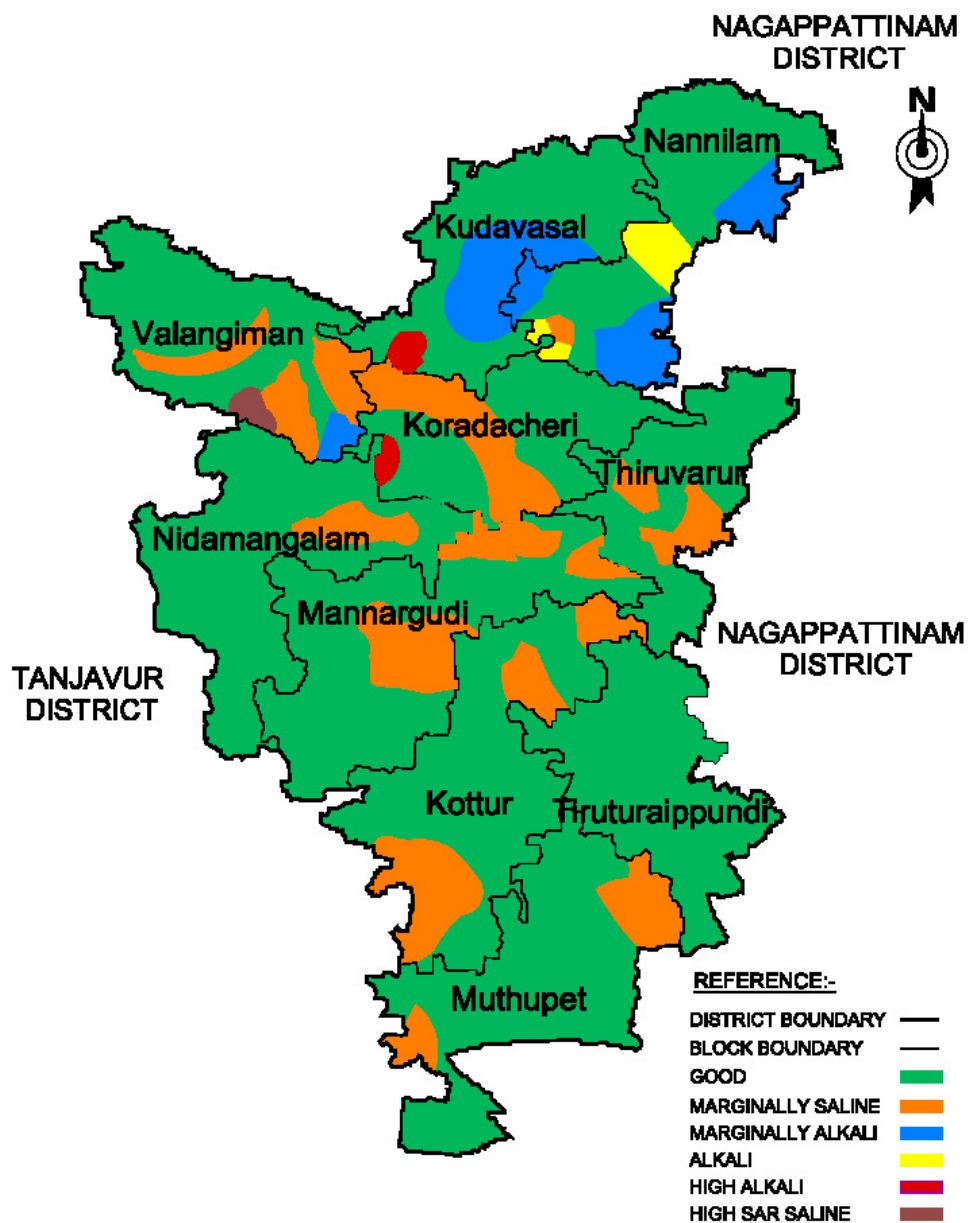 NAGAPPATTINAM
DISTRICT
N
Nannilam
Kudavasal
Valangiman
Koradacheri
Thiruvarur
Nidamangalam
Mannargudi
NAGAPPATTINAM
DISTRICT
TANJAVUR
DISTRICT
Kottur
Tiruturaippundi
Muthupet
REFERENCE:-
DISTRICT BOUNDARY
BLOCK BOUNDARY
GOOD
MARGINALLY SALINE
MARGINALLY ALKALI
ALKALI
HIGH ALKALI
HIGH SAR SALINE